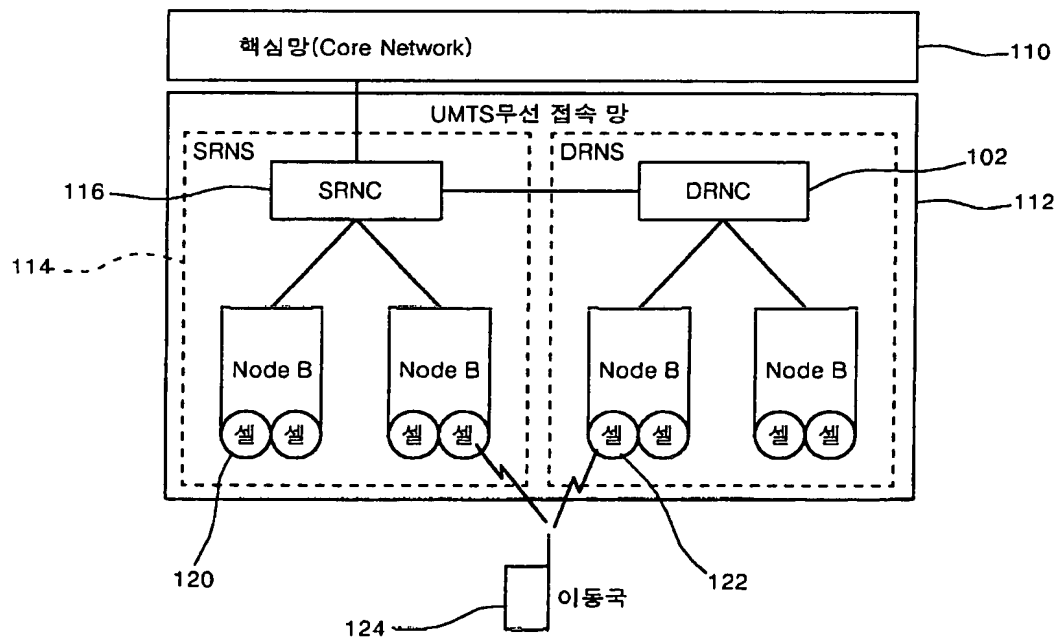 핵심망(Core Network)
110
UMTS무선 접속 망
SRNS
DRNS
102
116
SRNC
DRNC
112
114
Node B
Node B
Node B
Node B
셀 셀
셀 셀
셀 셀
셀 셀
120
122
이동국
124